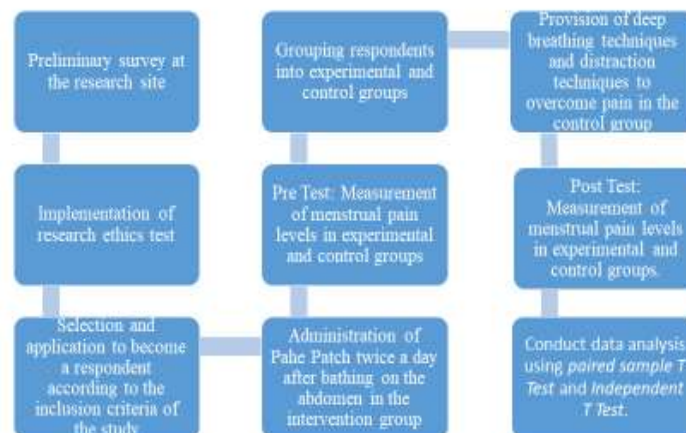 Preliminary survey at
the research site
Implementation of
research ethics test
Selection and
application to become
a respondent
according to the
inclusion criteria of
the study
Administration of
Pahe Patch twice a day
after bathing on the
abdomen in the
intervention group
Pre Test: Measurement
of menstrual pain
levels in experimental
and control groups
Grouping respondents
into experimental and
control groups
Provision of deep
breathing techniques
and distraction
techniques to
overcome pain in the
control group
Post Test:
Measurement of
menstrual pain levels
in experimental and
control groups.
Conduct data analysis
using paired sample T
Test and Independent
T Test.